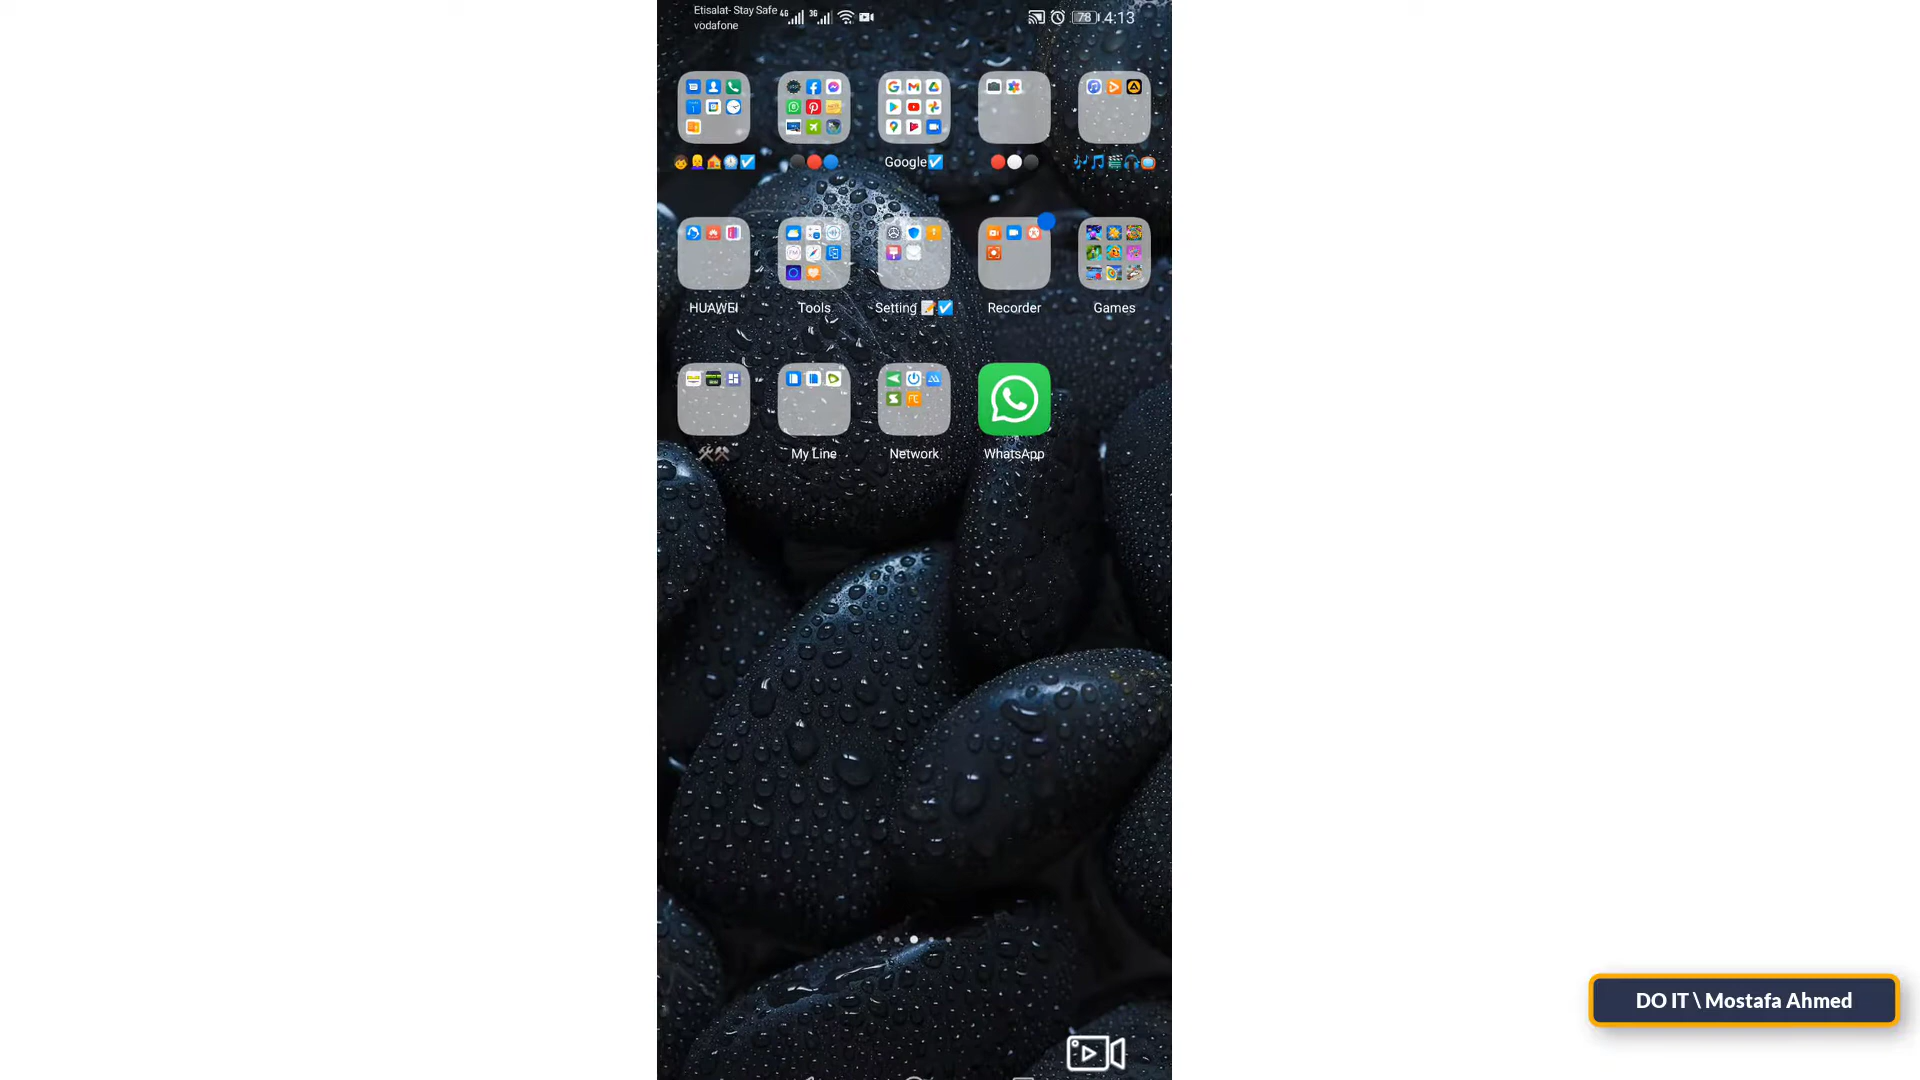 Etisalat- Stay Safe
vodafone
4G
3G
78
4:13
Google
HUAWEI
Tools
Setting
Recorder
Games
My Line
Network
WhatsApp
DO IT \ Mostafa Ahmed